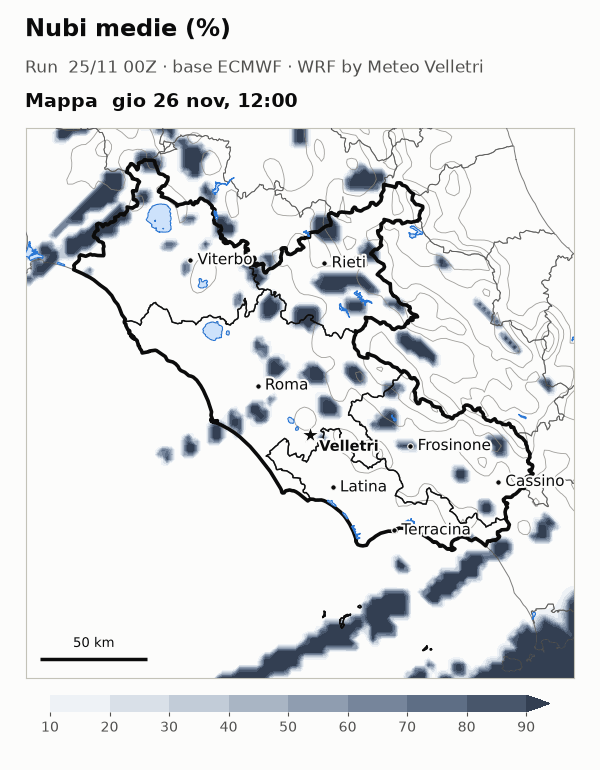 Nubi medie (%)
Run  25/11 00Z · base ECMWF · WRF by Meteo Velletri
Mappa  gio 26 nov, 12:00
Viterbo
Rieti
Roma
Velletri
Frosinone
Cassino
Latina
Terracina
50 km
10 20 30 40 50 60 70 80 90